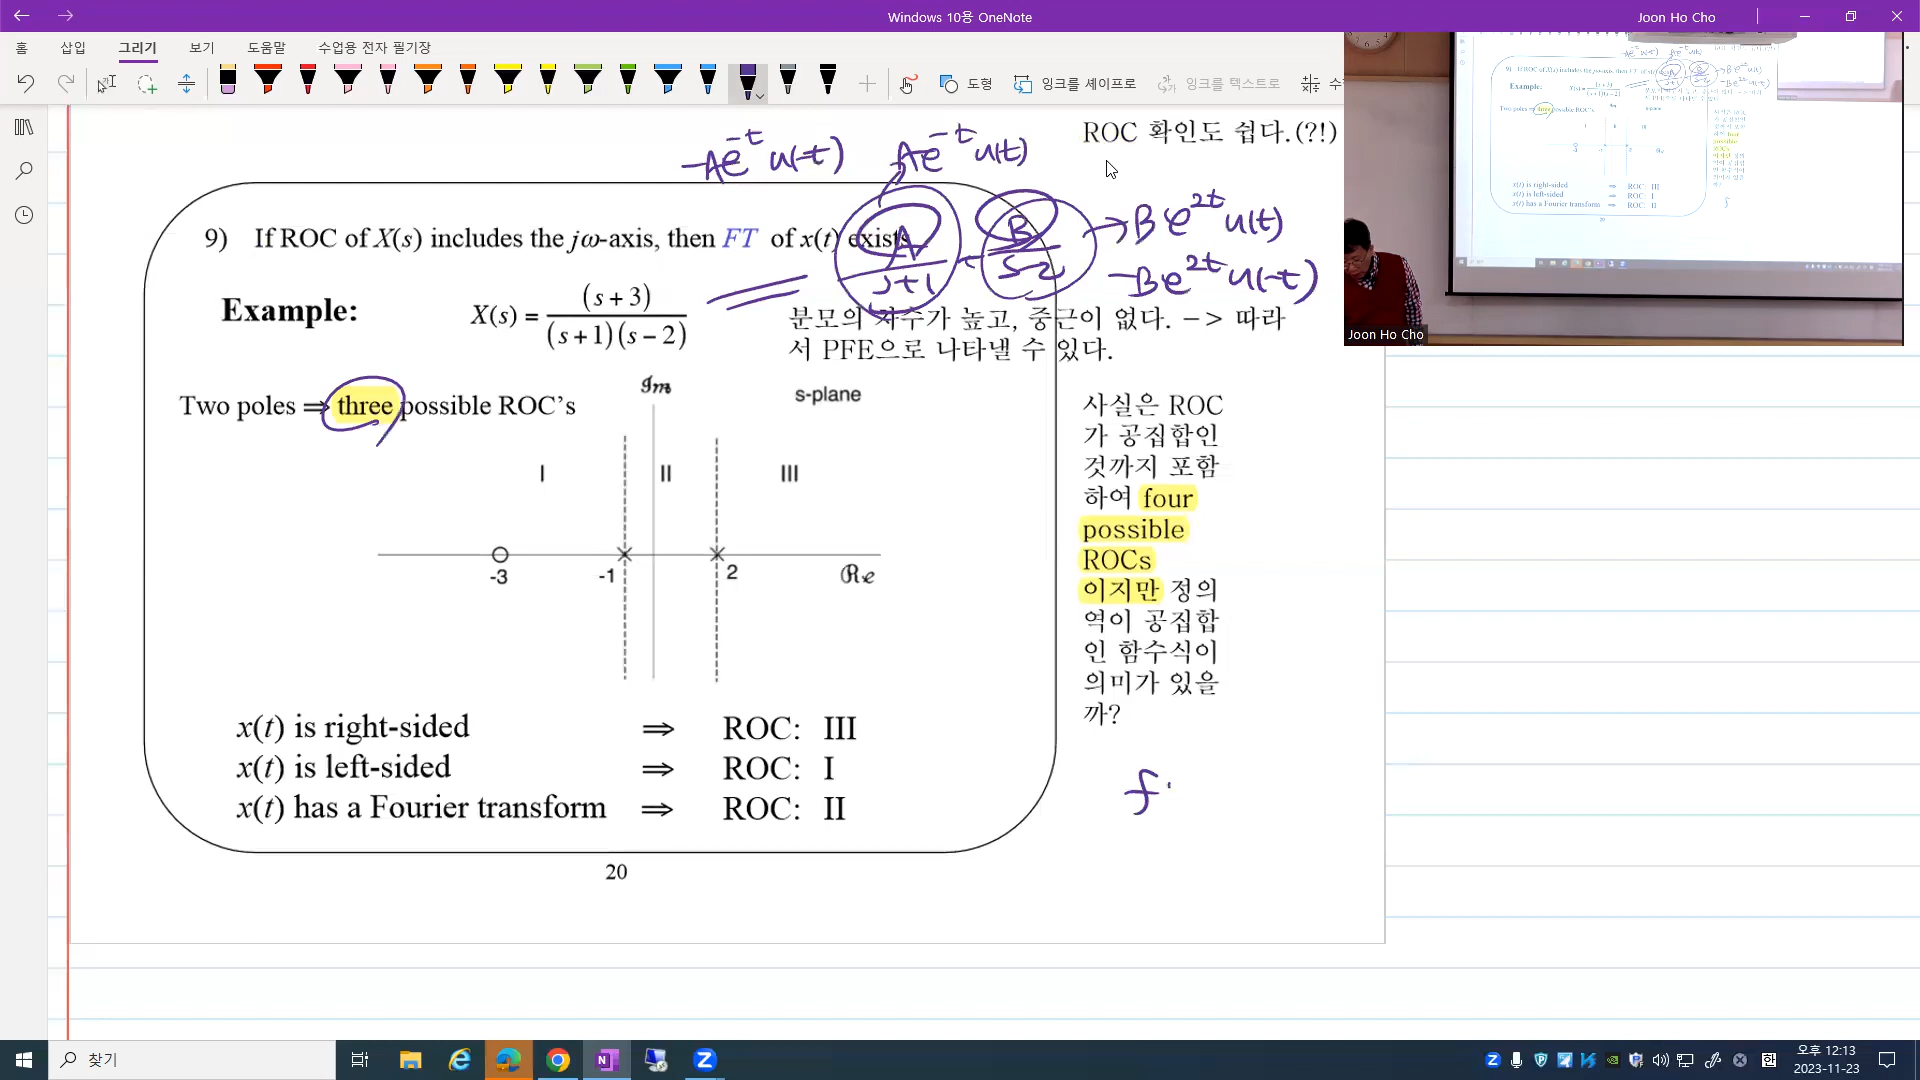 Windows 10용 OneNote
Joon Ho Cho
홈 삽입 그리기 보기 도움말 수업용 전자 필기장
도형 잉크를 셰이프로 잉크를 텍스트로
ROC 확인도 쉽다.(?!)
-Ae^-t u(-t) Ae^-t u(t)
9) If ROC of X(s) includes the jω-axis, then FT of x(t) exists
A/(s+1) + B/(s-2) → Be^2t u(t)
-Be^2t u(-t)
Example: X(s) = (s+3) / (s+1)(s-2)
분모의 차수가 높고, 중근이 없다. -> 따라
서 PFE으로 나타낼 수 있다.
Two poles ⇒ three possible ROC's
Im
s-plane
I II III
-3 -1 2 Re
사실은 ROC
가 공집합인
것까지 포함
하여 four
possible
ROCs
이지만 정의
역이 공집합
인 함수식이
의미가 있을
까?
x(t) is right-sided ⇒ ROC: III
x(t) is left-sided ⇒ ROC: I
x(t) has a Fourier transform ⇒ ROC: II
f
20
Joon Ho Cho
찾기
오후 12:13
2023-11-23